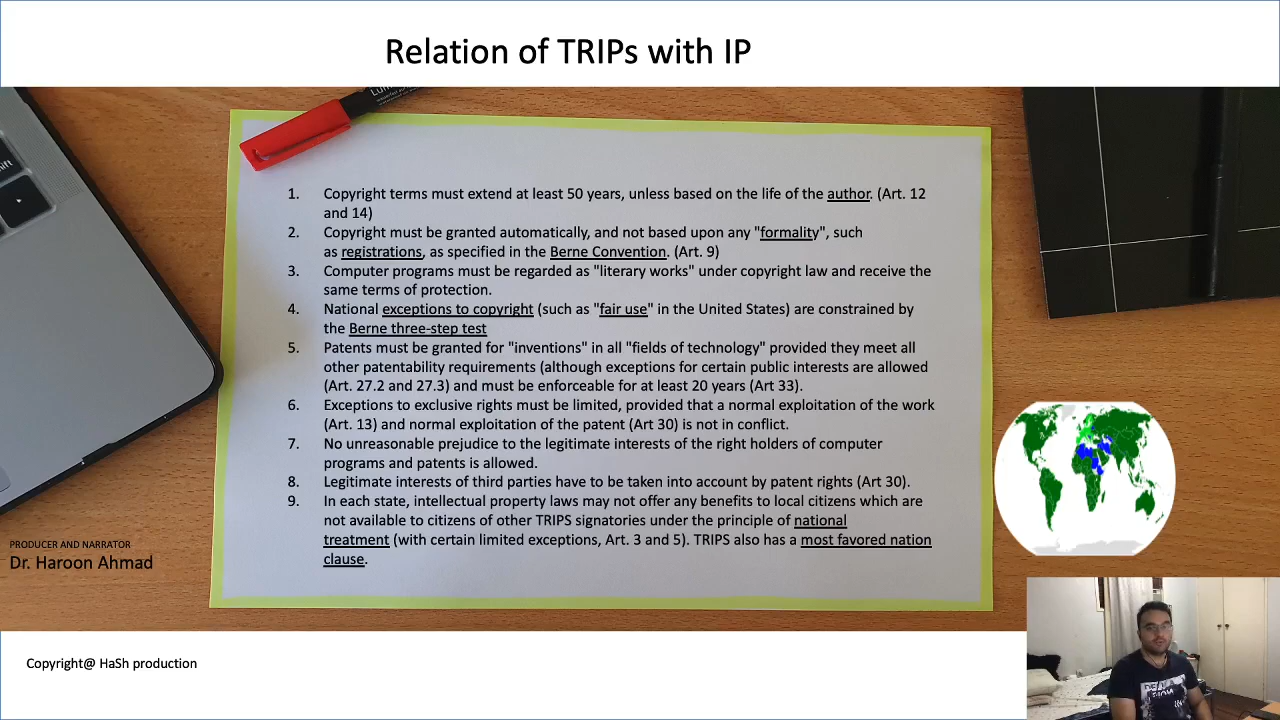 Relation of TRIPs with IP
Lum
shift
1. Copyright terms must extend at least 50 years, unless based on the life of the author. (Art. 12
and 14)
2. Copyright must be granted automatically, and not based upon any "formality", such
as registrations, as specified in the Berne Convention. (Art. 9)
3. Computer programs must be regarded as "literary works" under copyright law and receive the
same terms of protection.
4. National exceptions to copyright (such as "fair use" in the United States) are constrained by
the Berne three-step test
5. Patents must be granted for "inventions" in all "fields of technology" provided they meet all
other patentability requirements (although exceptions for certain public interests are allowed
(Art. 27.2 and 27.3) and must be enforceable for at least 20 years (Art 33).
6. Exceptions to exclusive rights must be limited, provided that a normal exploitation of the work
(Art. 13) and normal exploitation of the patent (Art 30) is not in conflict.
7. No unreasonable prejudice to the legitimate interests of the right holders of computer
programs and patents is allowed.
8. Legitimate interests of third parties have to be taken into account by patent rights (Art 30).
9. In each state, intellectual property laws may not offer any benefits to local citizens which are
not available to citizens of other TRIPS signatories under the principle of national
treatment (with certain limited exceptions, Art. 3 and 5). TRIPS also has a most favored nation
clause.
PRODUCER AND NARRATOR
Dr. Haroon Ahmad
Copyright@ HaSh production